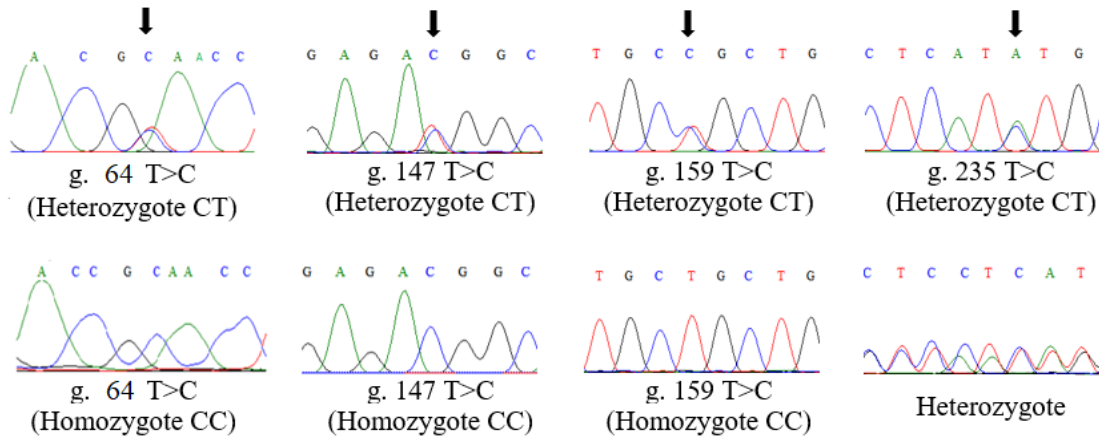 A C G C A A C C
G A G A C G G C
T G C C G C T G
C T C A T A T G
g. 64 T>C
(Heterozygote CT)
g. 147 T>C
(Heterozygote CT)
g. 159 T>C
(Heterozygote CT)
g. 235 T>C
(Heterozygote CT)
A C C G C A A C C
G A G A C G G C
T G C T G C T G
C T C C T C A T
g. 64 T>C
(Homozygote CC)
g. 147 T>C
(Homozygote CC)
g. 159 T>C
(Homozygote CC)
Heterozygote